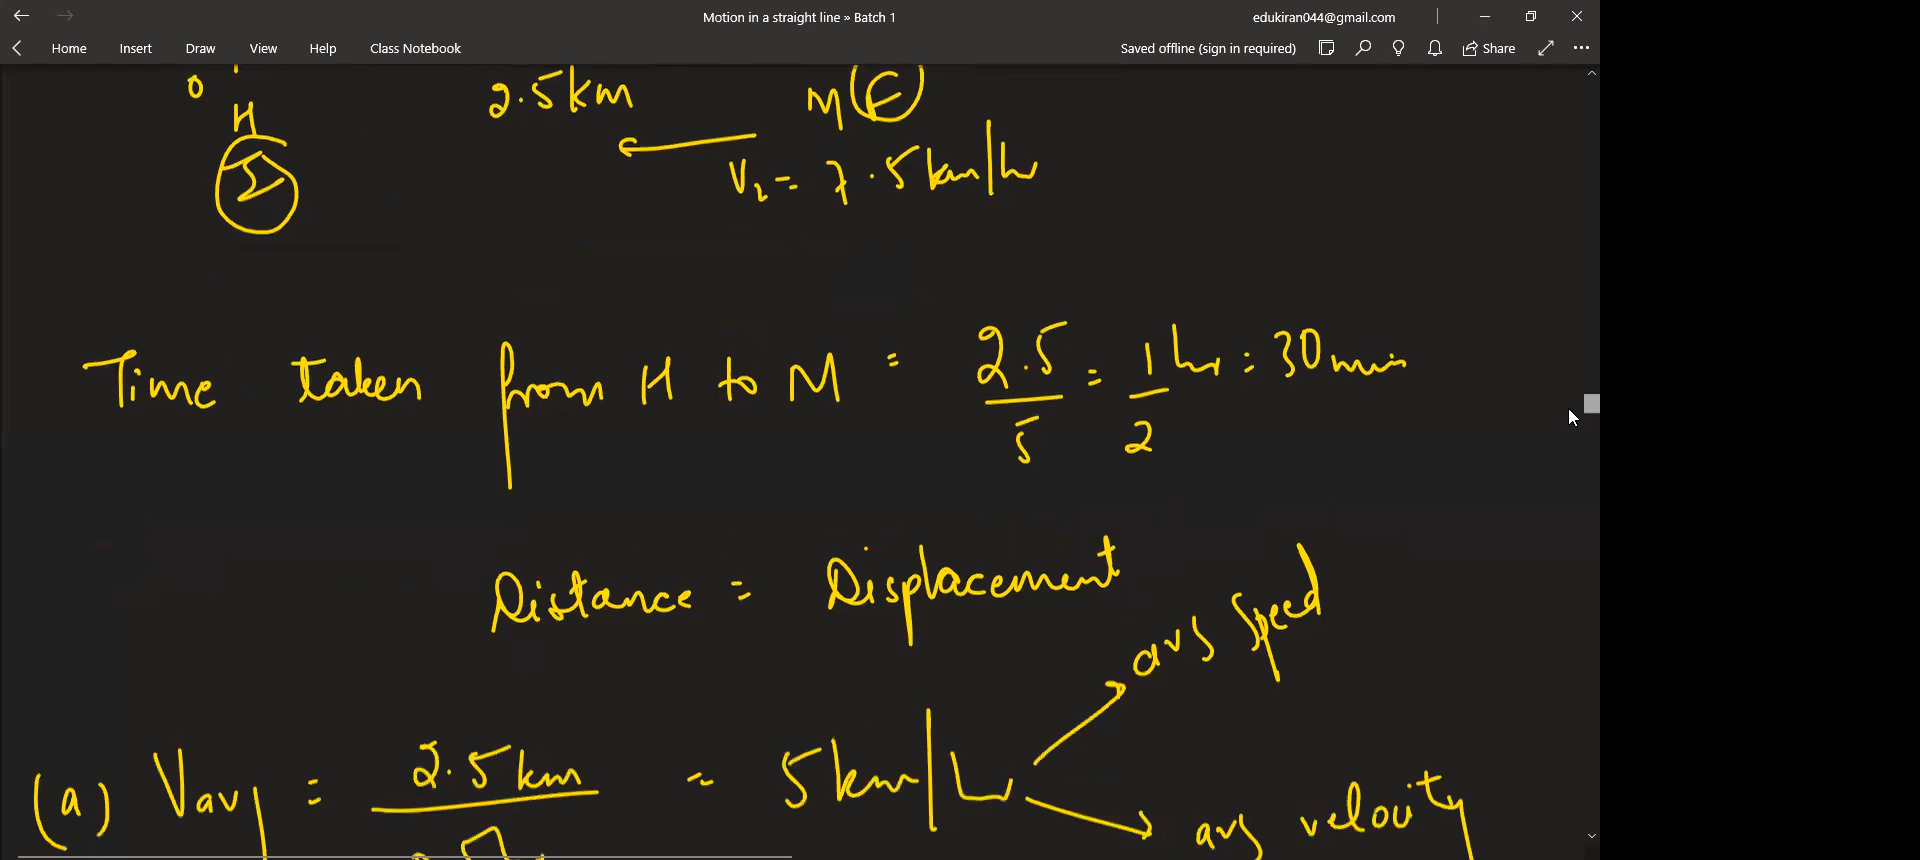 Motion in a straight line » Batch 1
edukiran044@gmail.com
Home Insert Draw View Help Class Notebook
Saved offline (sign in required) Share
0
H
2.5 km
M F
V2 = 7.5 km/hr
Time taken from H to M = 2.5/5 = 1/2 hr = 30 min
Distance = Displacement
avg speed
(a) Vavg = 2.5 km = 5 km/hr
avg velocity